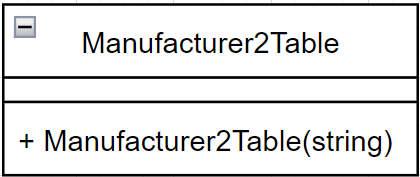 Manufacturer2Table
+ Manufacturer2Table(string)